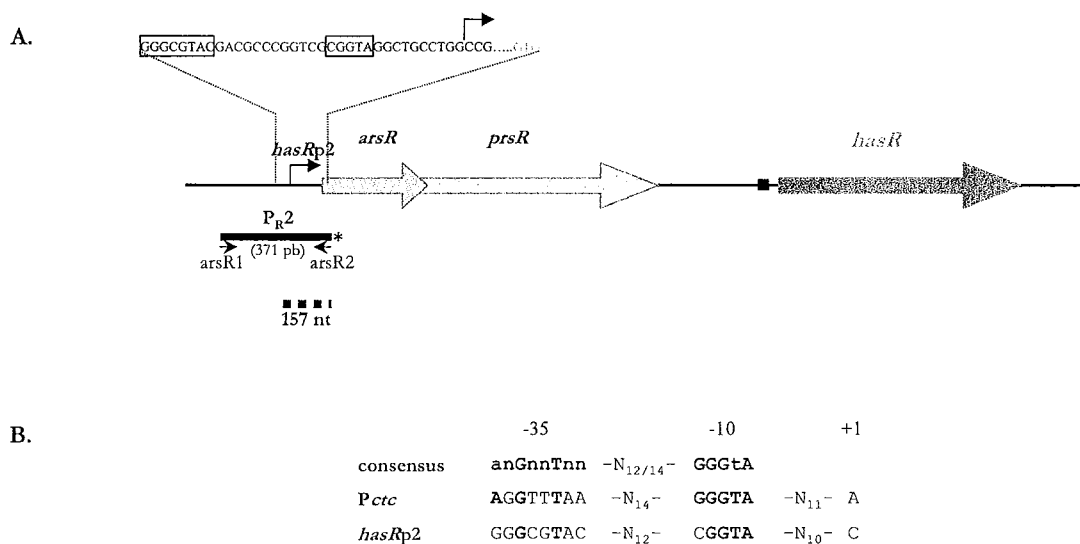 A.
GGGCGTACGACGCCCGGTCGCGGTAGGCTGCCTGGCCG.....
hasRp2
arsR
prsR
hasR
PR2
*
(371 pb)
arsR1
arsR2
157 nt
B.
-35 -10 +1
consensus anGnnTnn -N12/14- GGGtA
Pctc AGGTTTAA -N14- GGGTA -N11- A
hasRp2 GGGCGTAC -N12- CGGTA -N10- C